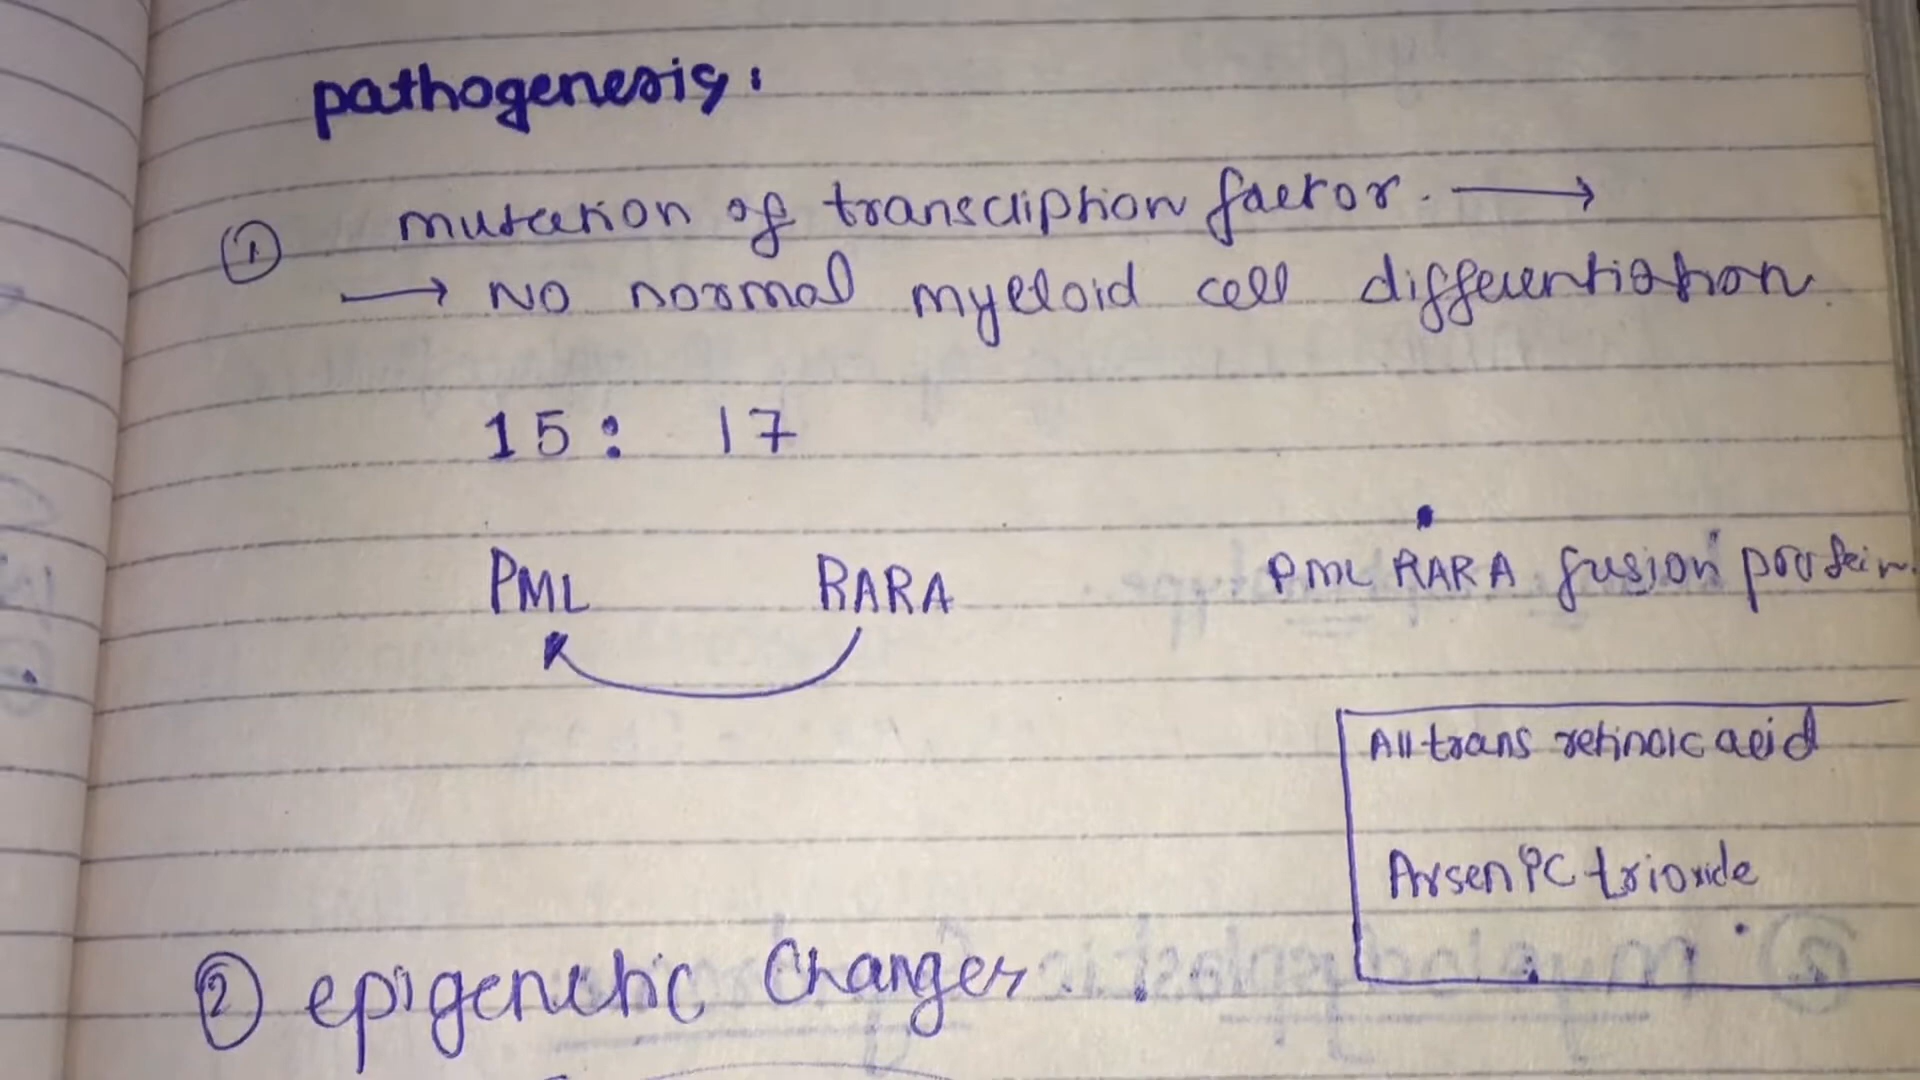 pathogenesis:
① mutation of transcription factor. →
→ NO normal myeloid cell differentiation.
15: 17
PML RARA PML RARA fusion protein.
All trans retinoic acid
Arsenic trioxide
② epigenetic changes